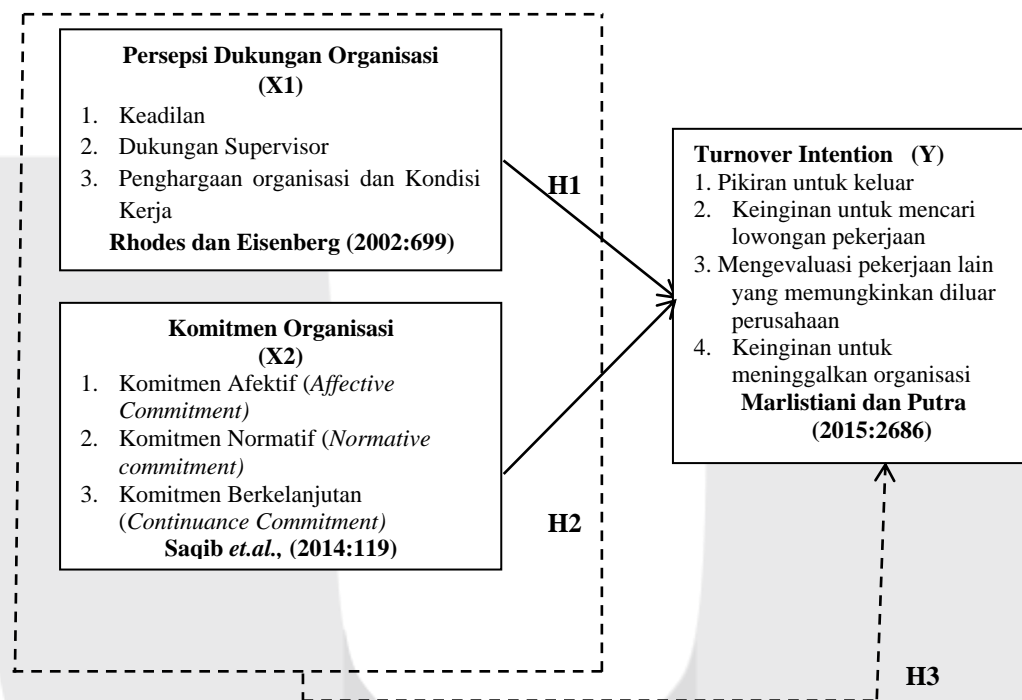 Persepsi Dukungan Organisasi
(X1)
1. Keadilan
2. Dukungan Supervisor
3. Penghargaan organisasi dan Kondisi
Kerja
Rhodes dan Eisenberg (2002:699)
H1
Komitmen Organisasi
(X2)
1. Komitmen Afektif (Affective
Commitment)
2. Komitmen Normatif (Normative
commitment)
3. Komitmen Berkelanjutan
(Continuance Commitment)
Saqib et.al., (2014:119)
H2
Turnover Intention (Y)
1. Pikiran untuk keluar
2. Keinginan untuk mencari
lowongan pekerjaan
3. Mengevaluasi pekerjaan lain
yang memungkinkan diluar
perusahaan
4. Keinginan untuk
meninggalkan organisasi
Marlistiani dan Putra
(2015:2686)
H3